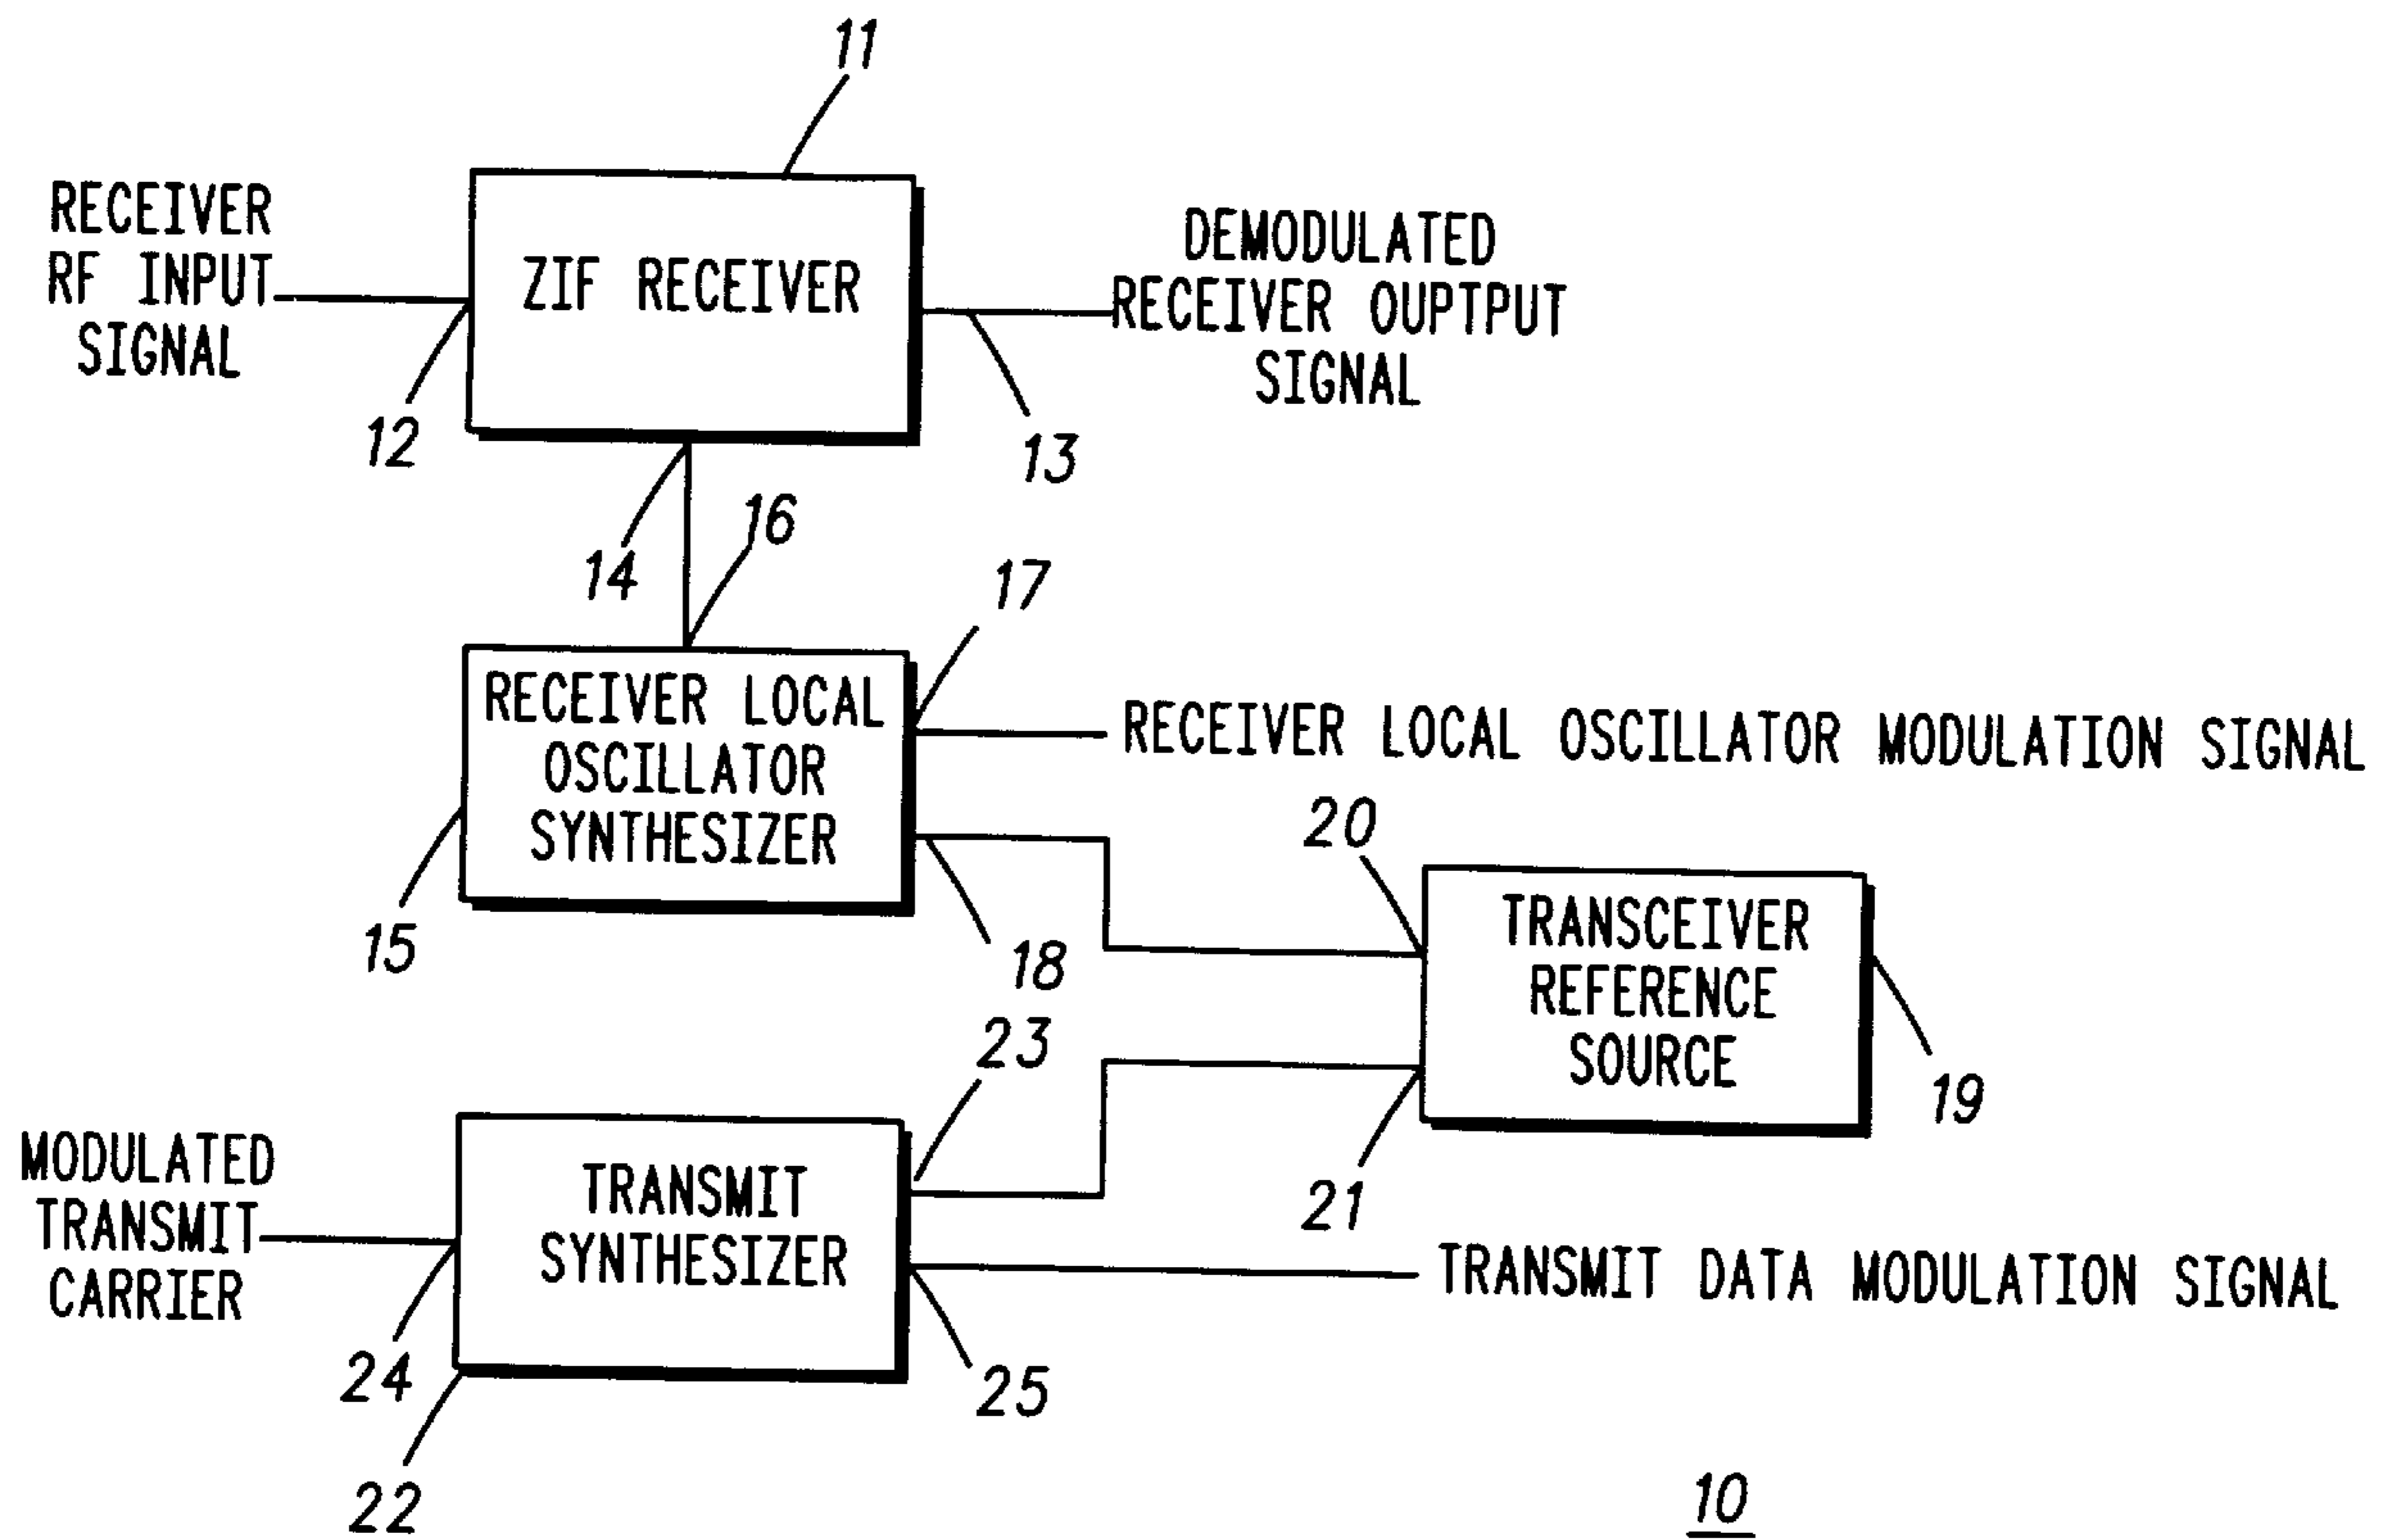 11
RECEIVER
RF INPUT
SIGNAL
ZIF RECEIVER
DEMODULATED
RECEIVER OUPTPUT
SIGNAL
12
13
14
16
17
RECEIVER LOCAL
OSCILLATOR
SYNTHESIZER
RECEIVER LOCAL OSCILLATOR MODULATION SIGNAL
15
18
20
TRANSCEIVER
REFERENCE
SOURCE
19
23
21
MODULATED
TRANSMIT
CARRIER
TRANSMIT
SYNTHESIZER
TRANSMIT DATA MODULATION SIGNAL
24
25
22
10